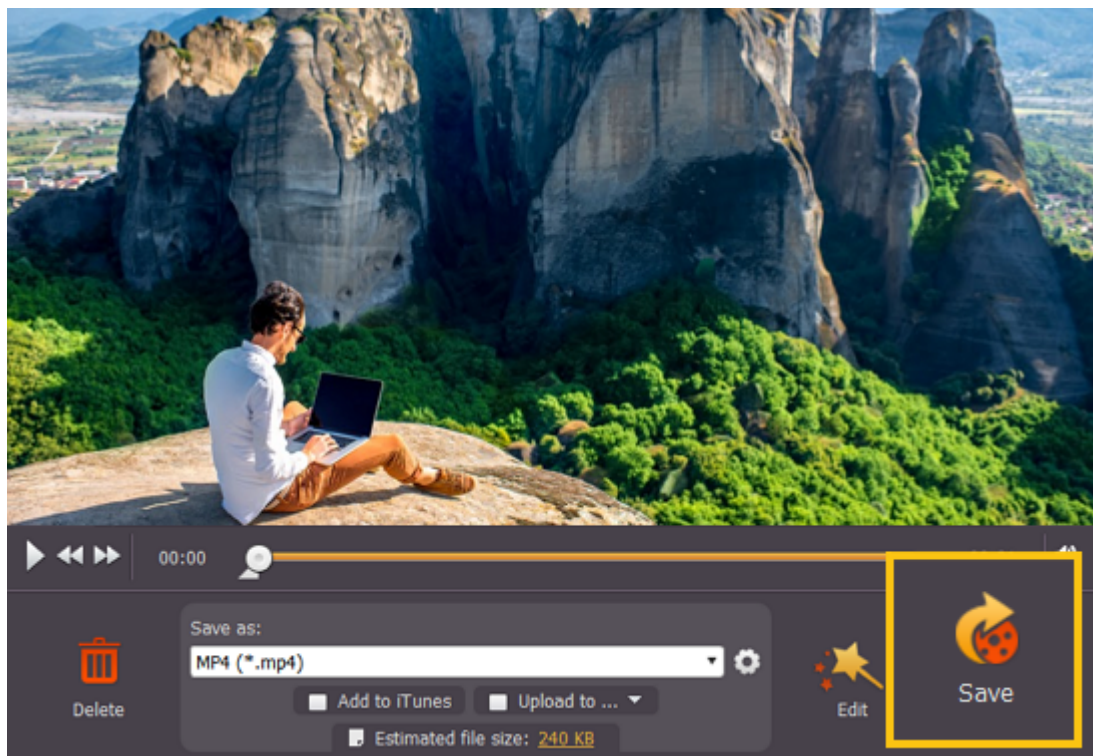 00:00
Save as:
MP4 (*.mp4)
Add to iTunes
Upload to ...
Delete
Edit
Save
Estimated file size: 240 KB